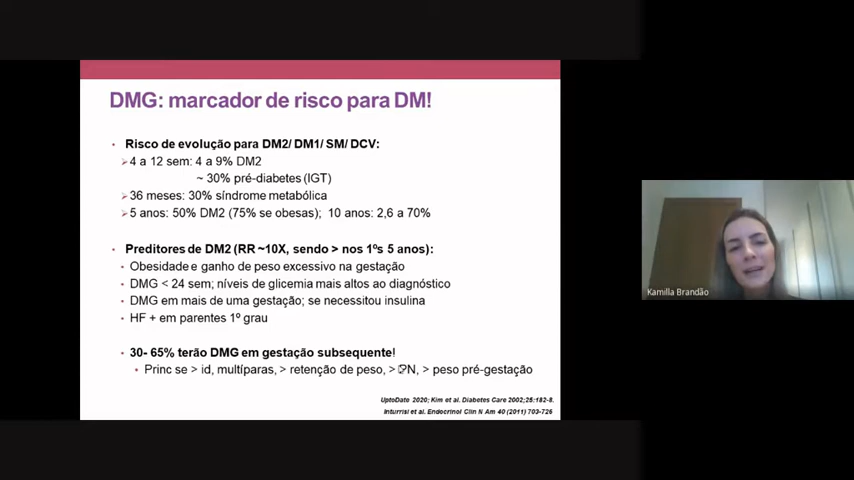 DMG: marcador de risco para DM!
Risco de evolução para DM2/ DM1/ SM/ DCV:
4 a 12 sem: 4 a 9% DM2
~ 30% pré-diabetes (IGT)
36 meses: 30% síndrome metabólica
5 anos: 50% DM2 (75% se obesas); 10 anos: 2,6 a 70%
Preditores de DM2 (RR ~10X, sendo > nos 1ºs 5 anos):
Obesidade e ganho de peso excessivo na gestação
DMG < 24 sem; níveis de glicemia mais altos ao diagnóstico
DMG em mais de uma gestação; se necessitou insulina
HF + em parentes 1º grau
30- 65% terão DMG em gestação subsequente!
Princ se > id, multíparas, > retenção de peso, > PN, > peso pré-gestação
UptoDate 2020; Kim et al. Diabetes Care 2002;25:182-8.
Inturrisi et al. Endocrinol Clin N Am 40 (2011) 703-726
Kamilla Brandão